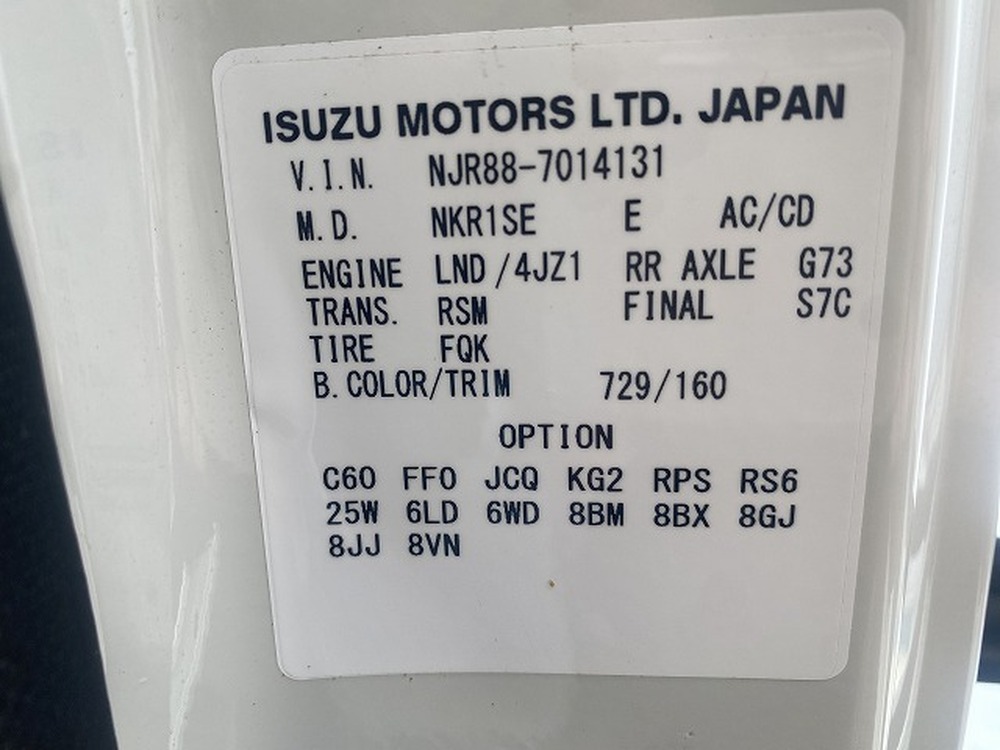 ISUZU MOTORS LTD. JAPAN
V.I.N. NJR88-7014131
M.D. NKR1SE E AC/CD
ENGINE LND/4JZ1 RR AXLE G73
TRANS. RSM FINAL S7C
TIRE FQK
B.COLOR/TRIM 729/160
OPTION
C60 FF0 JCQ KG2 RPS RS6
25W 6LD 6WD 8BM 8BX 8GJ
8JJ 8VN